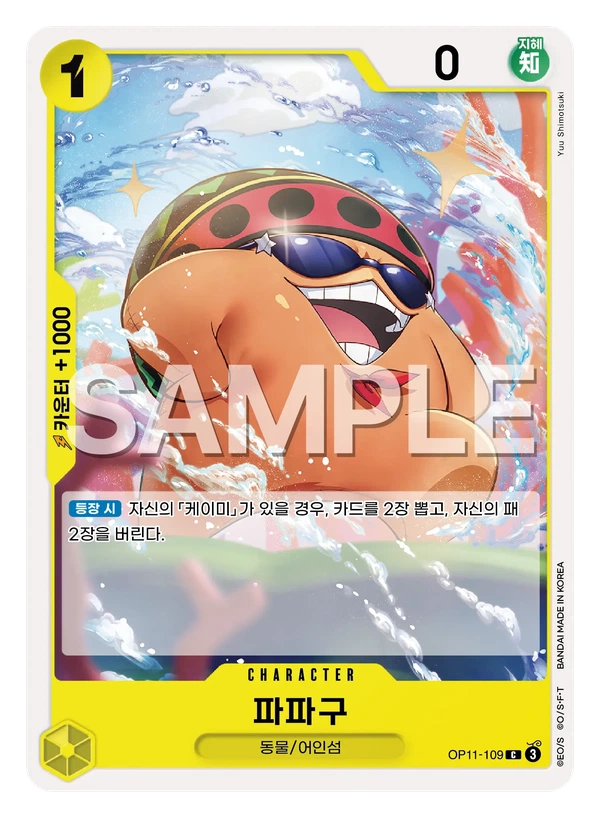 1
0
지혜
知
Yuu Shimotsuki
카운터 +1000
SAMPLE
등장 시 자신의 「케이미」가 있을 경우, 카드를 2장 뽑고, 자신의 패
2장을 버린다.
CHARACTER
파파구
동물/어인섬
OP11-109 C 3
©EO/S ©O/S·F·T BANDAI MADE IN KOREA